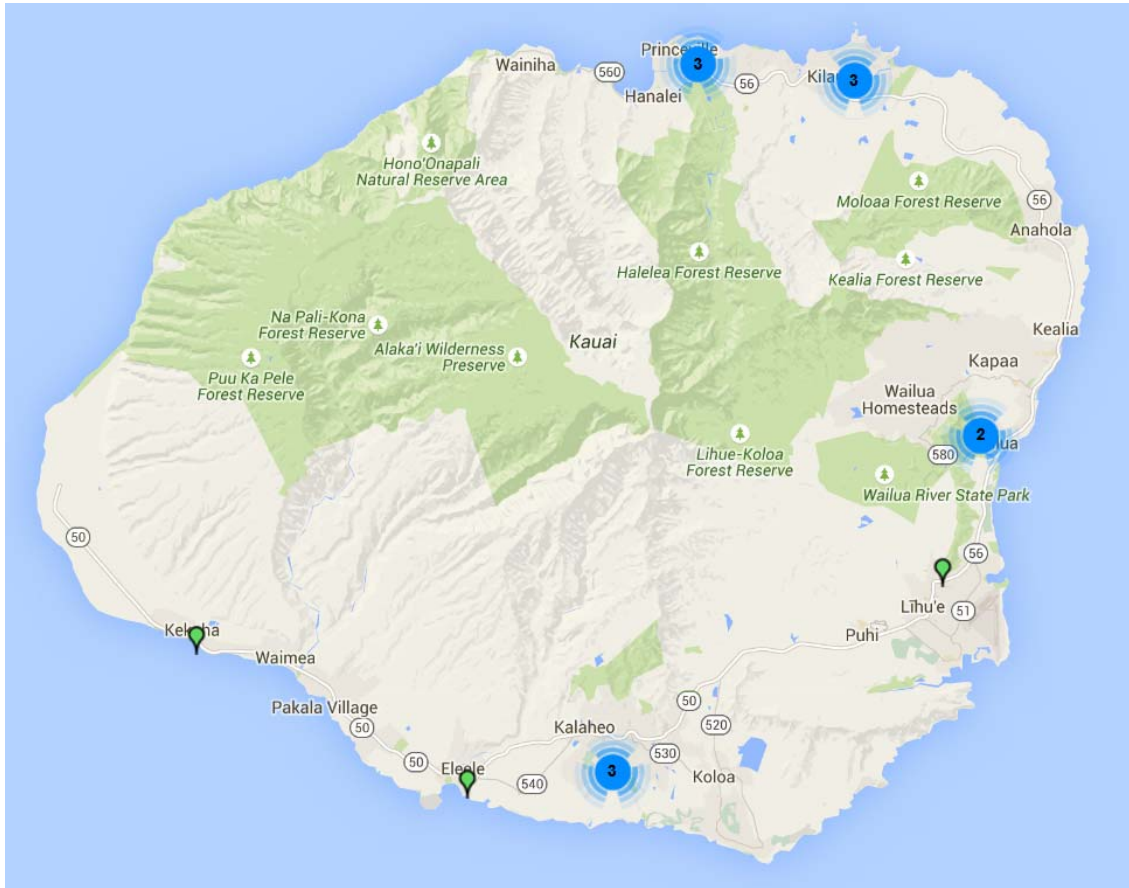 Princeville
3
Wainiha
560
56
3
Hanalei
Hono'Onapali
Natural Reserve Area
Moloaa Forest Reserve
56
Anahola
Halelea Forest Reserve
Kealia Forest Reserve
Na Pali-Kona
Forest Reserve
Kauai
Kealia
Alaka'i Wilderness
Preserve
Puu Ka Pele
Forest Reserve
Kapaa
Wailua
Homesteads
2
580
Lihue-Koloa
Forest Reserve
Wailua River State Park
50
56
Līhu'e
51
Kekaha
Puhi
Waimea
50
Pakala Village
50
Kalaheo
520
50
Eleele
530
3
Koloa
540